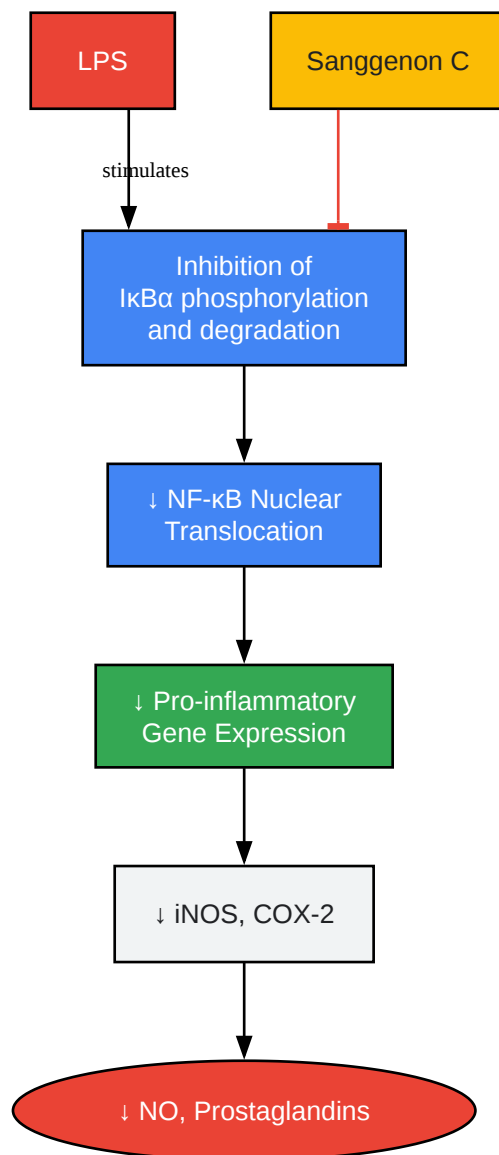 LPS
Sanggenon C
stimulates
Inhibition of
IκBα phosphorylation
and degradation
↓ NF-κB Nuclear
Translocation
↓ Pro-inflammatory
Gene Expression
↓ iNOS, COX-2
↓ NO, Prostaglandins